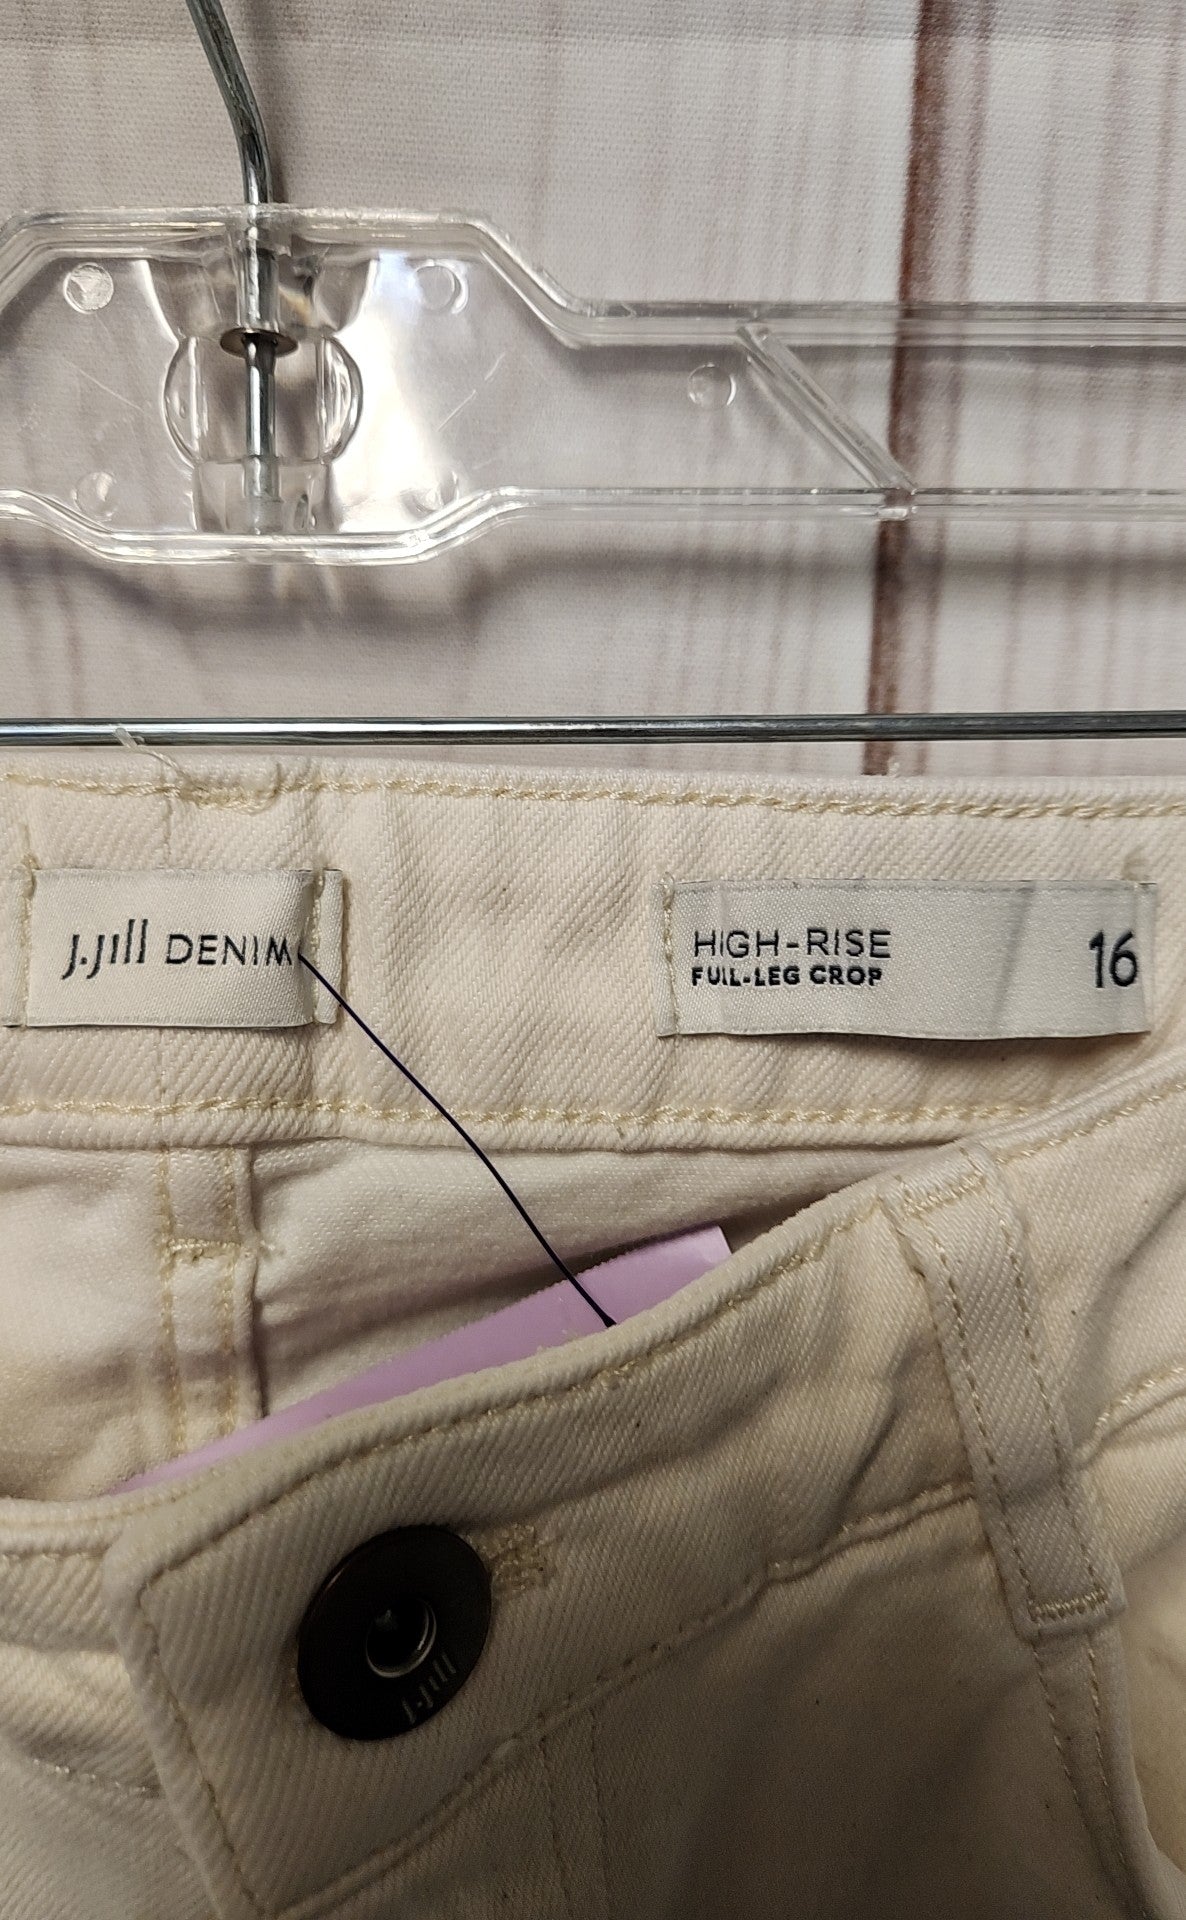 J.Jill DENIM
HIGH-RISE
FULL-LEG CROP
16
J.Jill